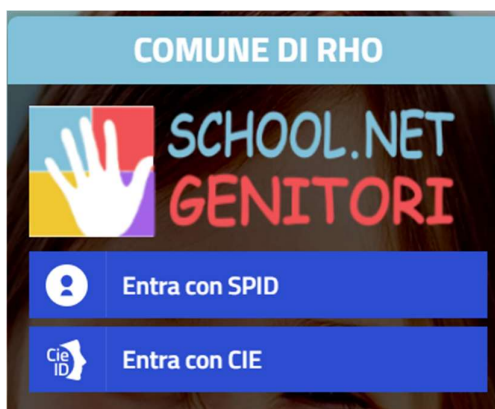 COMUNE DI RHO
SCHOOL.NET
GENITORI
Entra con SPID
Cie
ID
Entra con CIE